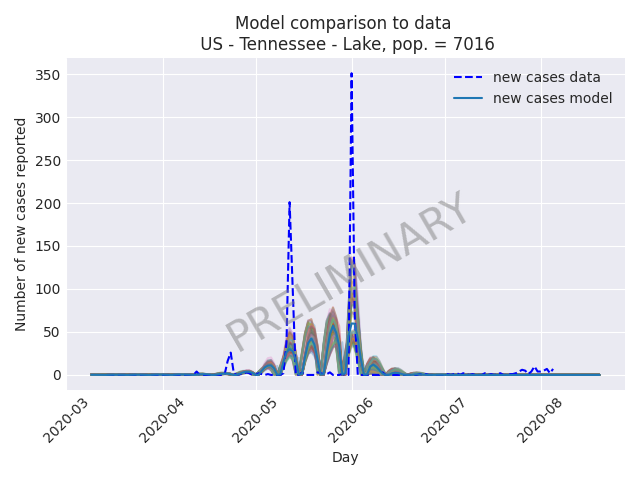 Model comparison to data
US - Tennessee - Lake, pop. = 7016
350
300
250
200
150
100
50
0
Number of new cases reported
new cases data
new cases model
PRELIMINARY
2020-03
2020-04
2020-05
2020-06
2020-07
2020-08
Day